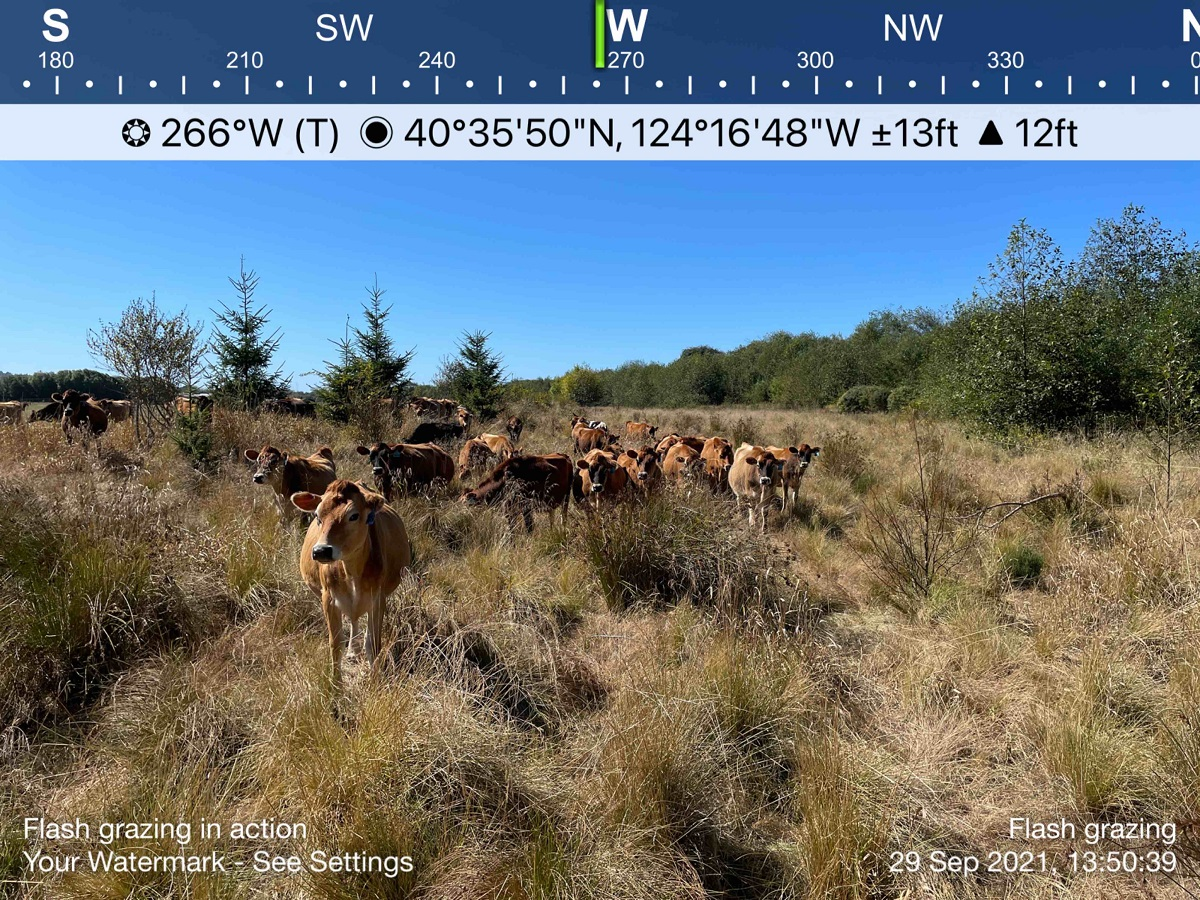 S SW W NW N
180 210 240 270 300 330 0
266°W (T) 40°35'50"N, 124°16'48"W ±13ft ▲ 12ft
Flash grazing in action
Your Watermark - See Settings
Flash grazing
29 Sep 2021, 13:50:39